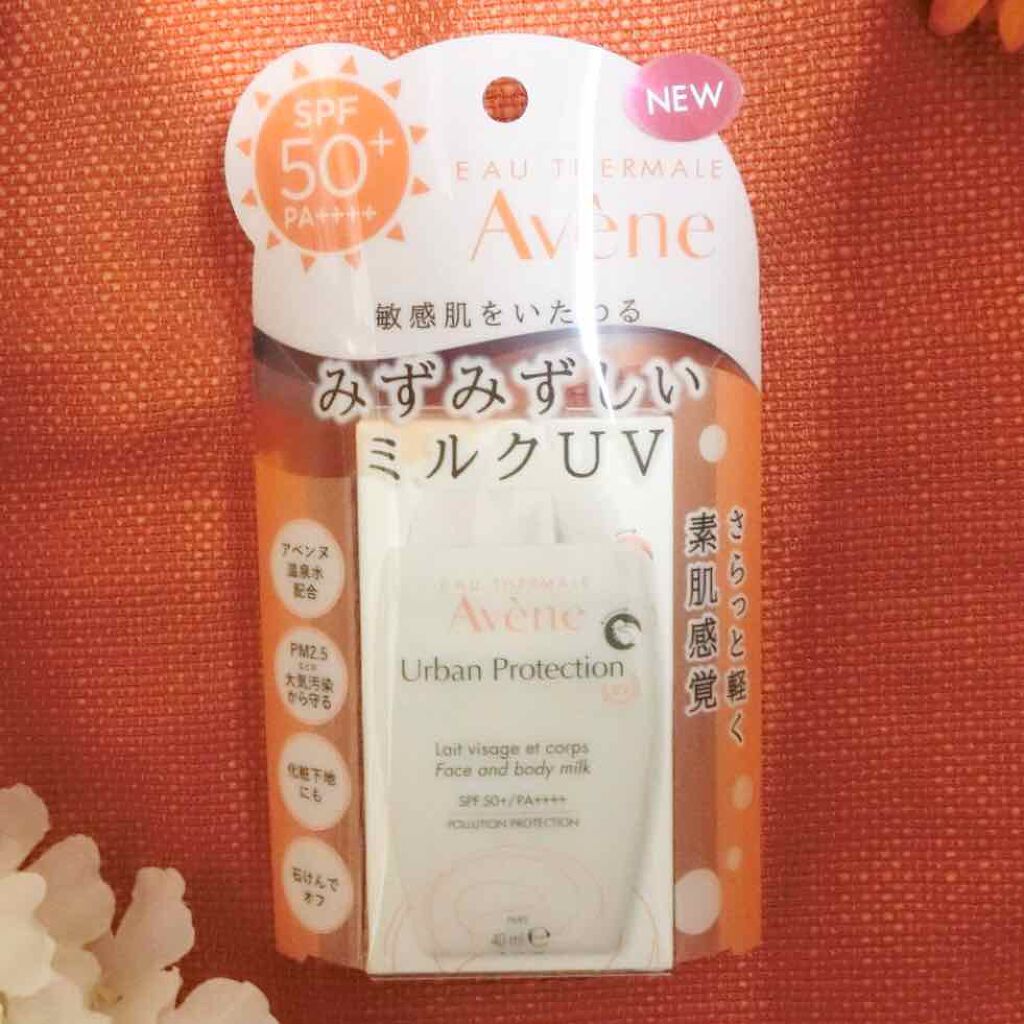 SPF
50+
PA++++
NEW
EAU THERMALE
Avène
敏感肌をいたわる
みずみずしい
ミルクUV
さらっと軽く
素肌感覚
アベンヌ
温泉水
配合
PM2.5
などの
大気汚染
から守る
化粧下地
にも
石けんで
オフ
EAU THERMALE
Avène
Urban Protection
Lait visage et corps
Face and body milk
SPF 50+/PA++++
POLLUTION PROTECTION
PARIS
40 ml e